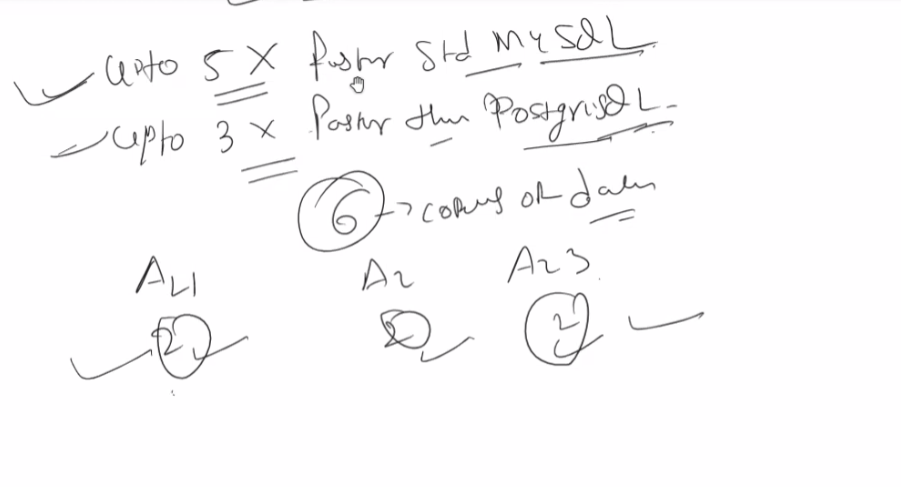 Upto 5 X Faster Std MySQL
Upto 3 X Faster than PostgreSQL
6 → copies of data
AZ1 AZ AZ3
2 2 2